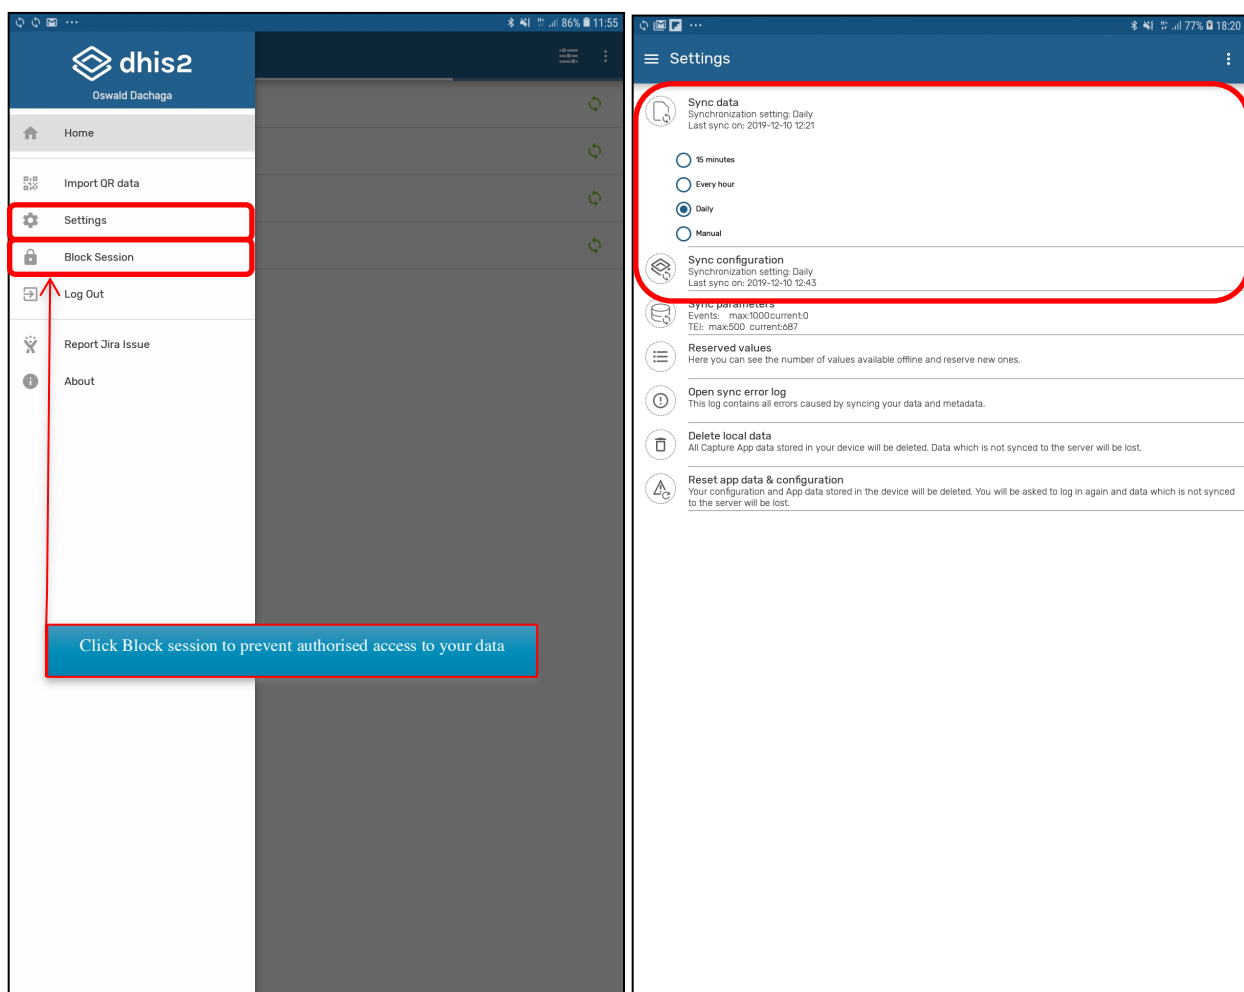 86% 11:55
dhis2
Oswald Dachaga
Home
Import QR data
Settings
Block Session
Log Out
Report Jira Issue
About
Click Block session to prevent authorised access to your data
77% 18:20
Settings
Sync data
Synchronization setting: Daily
Last sync on: 2019-12-10 12:21
15 minutes
Every hour
Daily
Manual
Sync configuration
Synchronization setting: Daily
Last sync on: 2019-12-10 12:43
Sync parameters
Events: max:1000current:0
TEI: max:500 current:687
Reserved values
Here you can see the number of values available offline and reserve new ones.
Open sync error log
This log contains all errors caused by syncing your data and metadata.
Delete local data
All Capture App data stored in your device will be deleted. Data which is not synced to the server will be lost.
Reset app data & configuration
Your configuration and App data stored in the device will be deleted. You will be asked to log in again and data which is not synced
to the server will be lost.